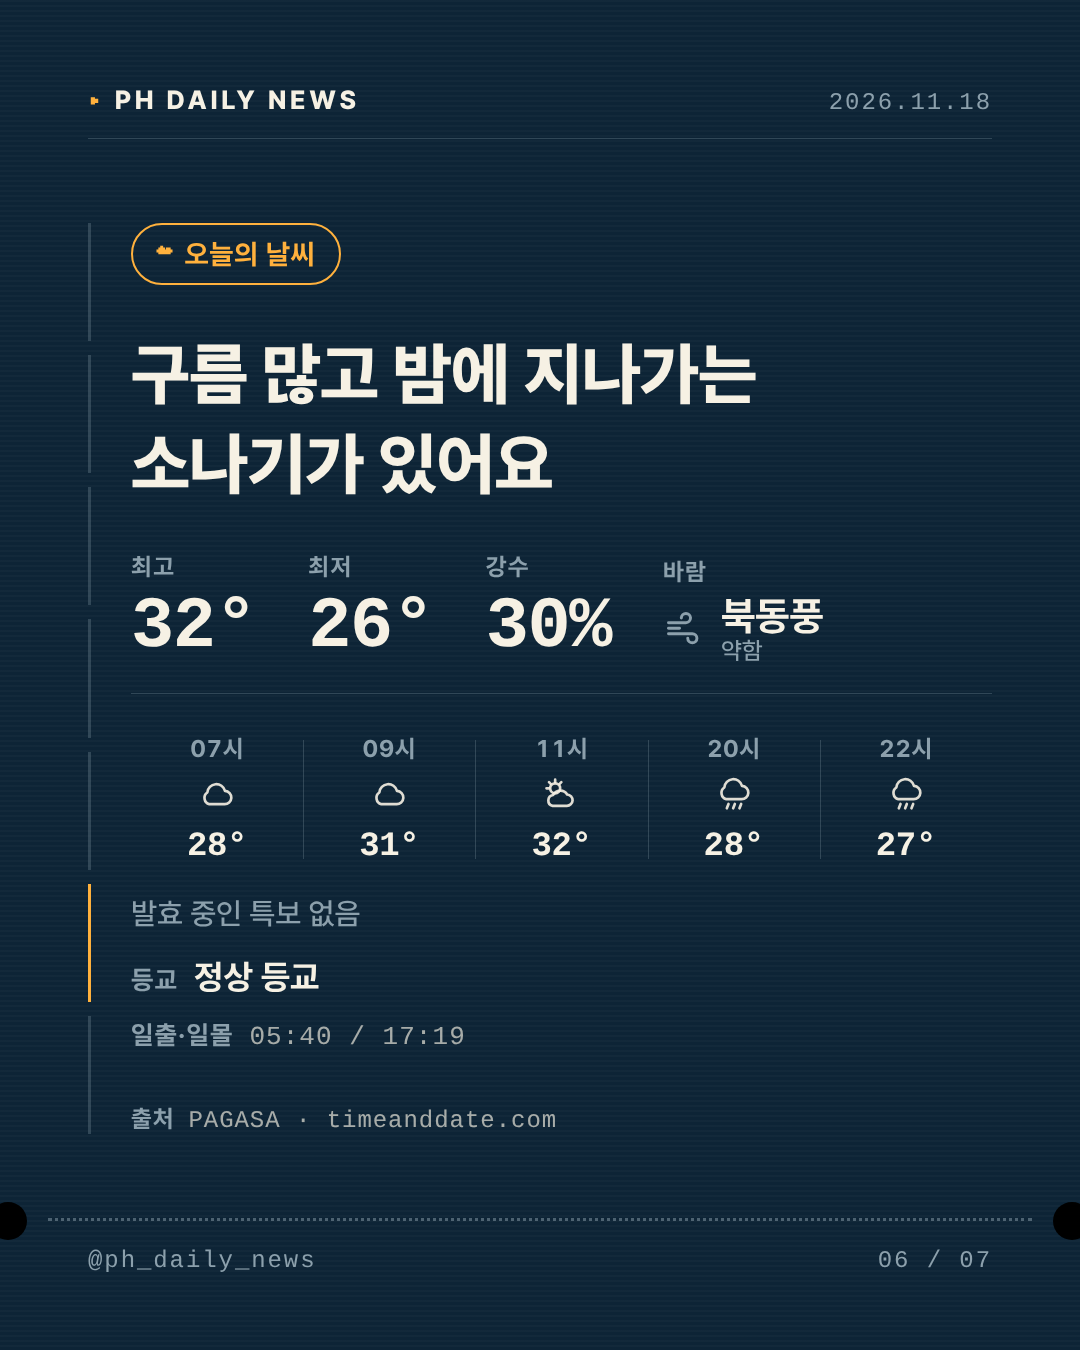 PH DAILY NEWS
2026.11.18
오늘의 날씨
구름 많고 밤에 지나가는
소나기가 있어요
최고 최저 강수 바람
32° 26° 30% 북동풍
약함
07시 09시 11시 20시 22시
28° 31° 32° 28° 27°
발효 중인 특보 없음
등교 정상 등교
일출·일몰 05:40 / 17:19
출처 PAGASA · timeanddate.com
@ph_daily_news
06 / 07